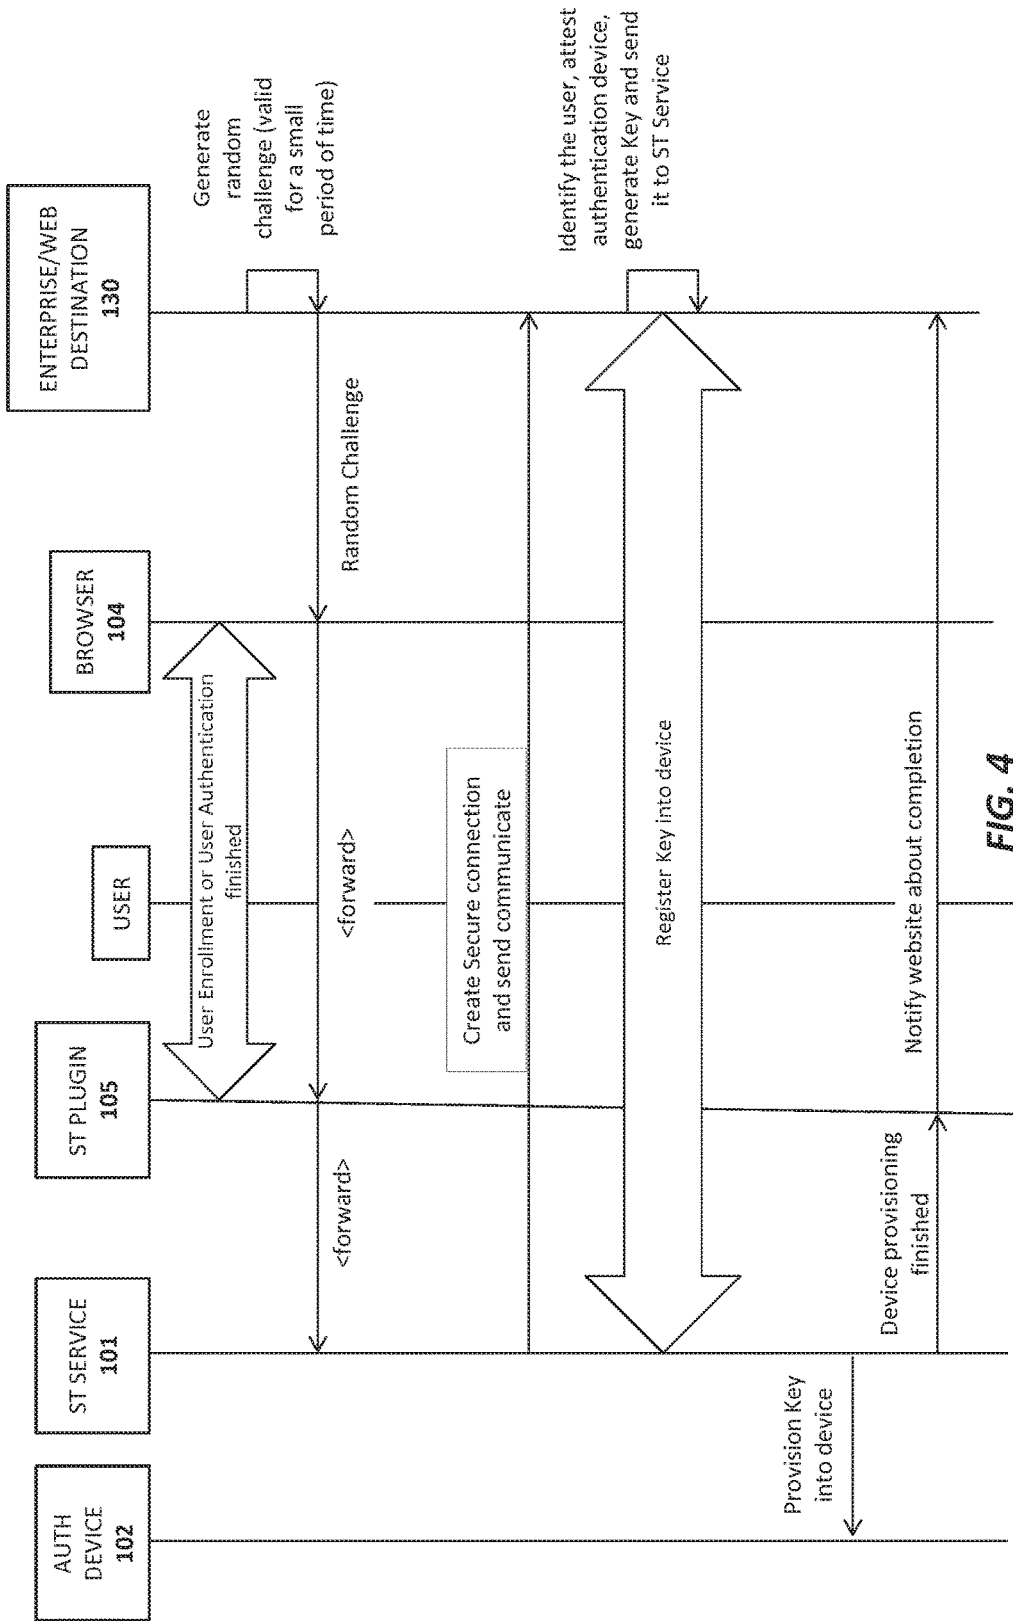 AUTH
DEVICE
102
ST SERVICE
101
ST PLUGIN
105
USER
BROWSER
104
ENTERPRISE/WEB
DESTINATION
130
User Enrollment or User Authentication
finished
Generate
random
challenge (valid
for a small
period of time)
Random Challenge
<forward>
<forward>
Create Secure connection
and send communicate
Identify the user, attest
authentication device,
generate Key and send
it to ST Service
Register Key into device
Provision Key
into device
Device provisioning
finished
Notify website about completion
FIG. 4